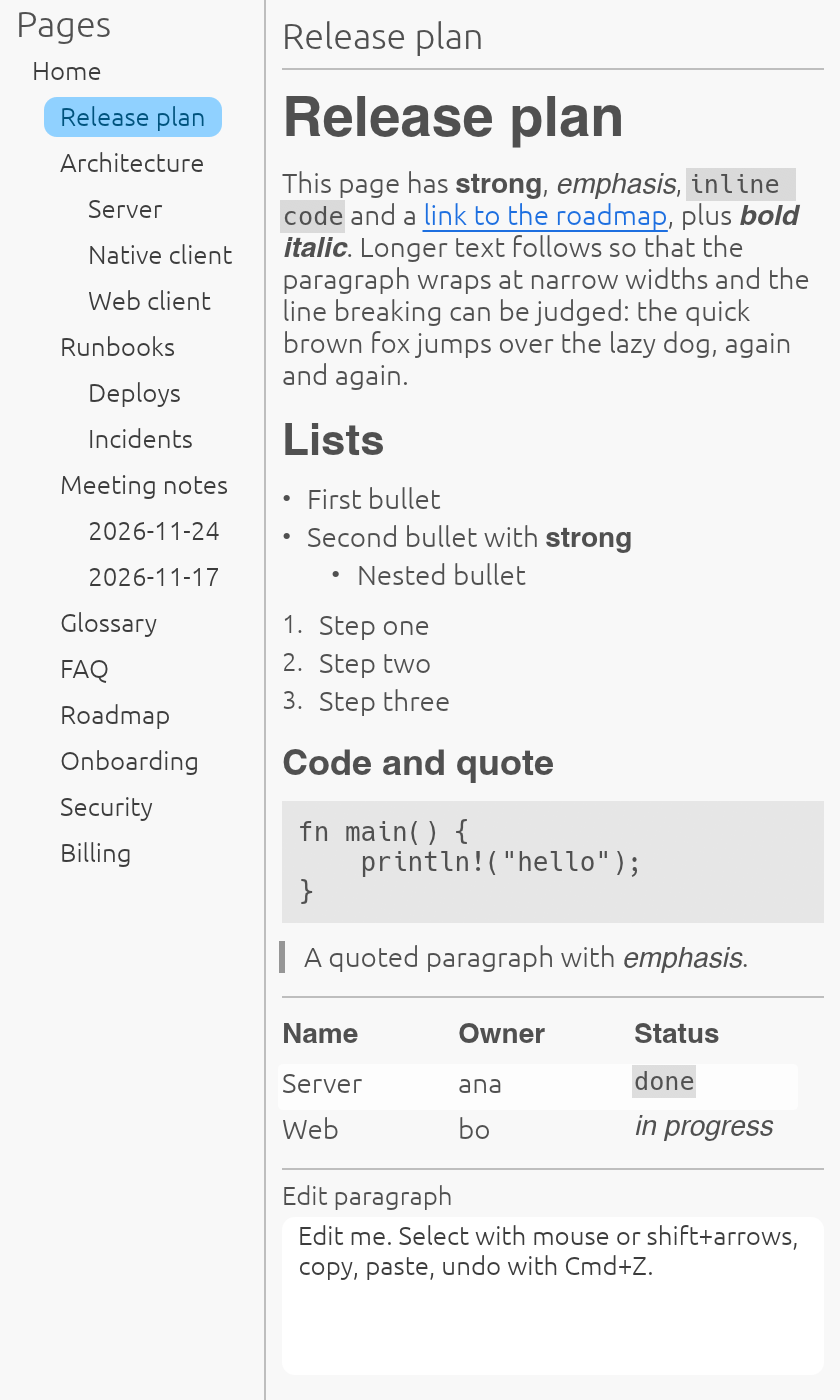 Pages
Home
Release plan
Architecture
Server
Native client
Web client
Runbooks
Deploys
Incidents
Meeting notes
2026-11-24
2026-11-17
Glossary
FAQ
Roadmap
Onboarding
Security
Billing
Release plan
Release plan
This page has strong, emphasis, inline
code and a link to the roadmap, plus bold
italic. Longer text follows so that the
paragraph wraps at narrow widths and the
line breaking can be judged: the quick
brown fox jumps over the lazy dog, again
and again.
Lists
• First bullet
• Second bullet with strong
• Nested bullet
1. Step one
2. Step two
3. Step three
Code and quote
fn main() {
    println!("hello");
}
A quoted paragraph with emphasis.
Name Owner Status
Server ana done
Web bo in progress
Edit paragraph
Edit me. Select with mouse or shift+arrows,
copy, paste, undo with Cmd+Z.